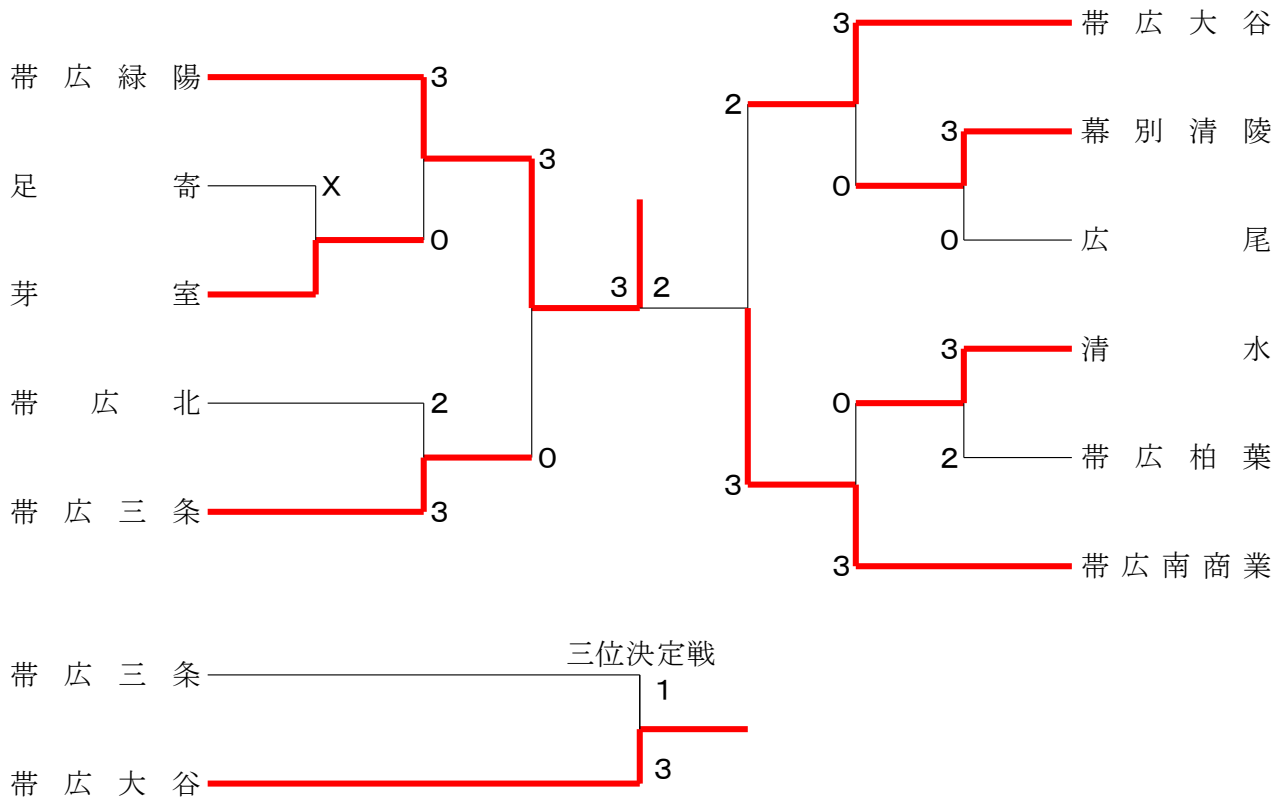 3 帯広大谷
帯広緑陽 3
2
3 幕別清陵
3
足寄 X
0
0 0 広尾
芽室
3 2
3 清水
帯広北 2
0
0 2 帯広柏葉
3
帯広三条 3
3 帯広南商業
三位決定戦
帯広三条
1
3
帯広大谷